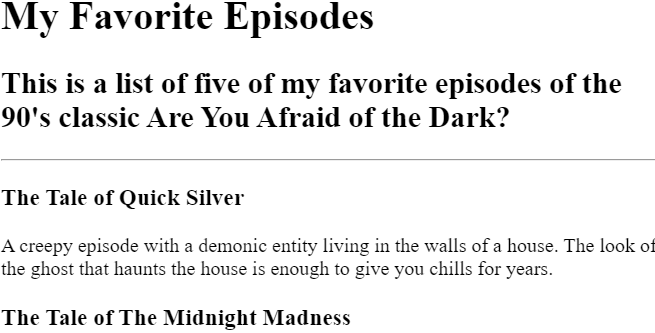 My Favorite Episodes
This is a list of five of my favorite episodes of the
90's classic Are You Afraid of the Dark?
The Tale of Quick Silver
A creepy episode with a demonic entity living in the walls of a house. The look of
the ghost that haunts the house is enough to give you chills for years.
The Tale of The Midnight Madness